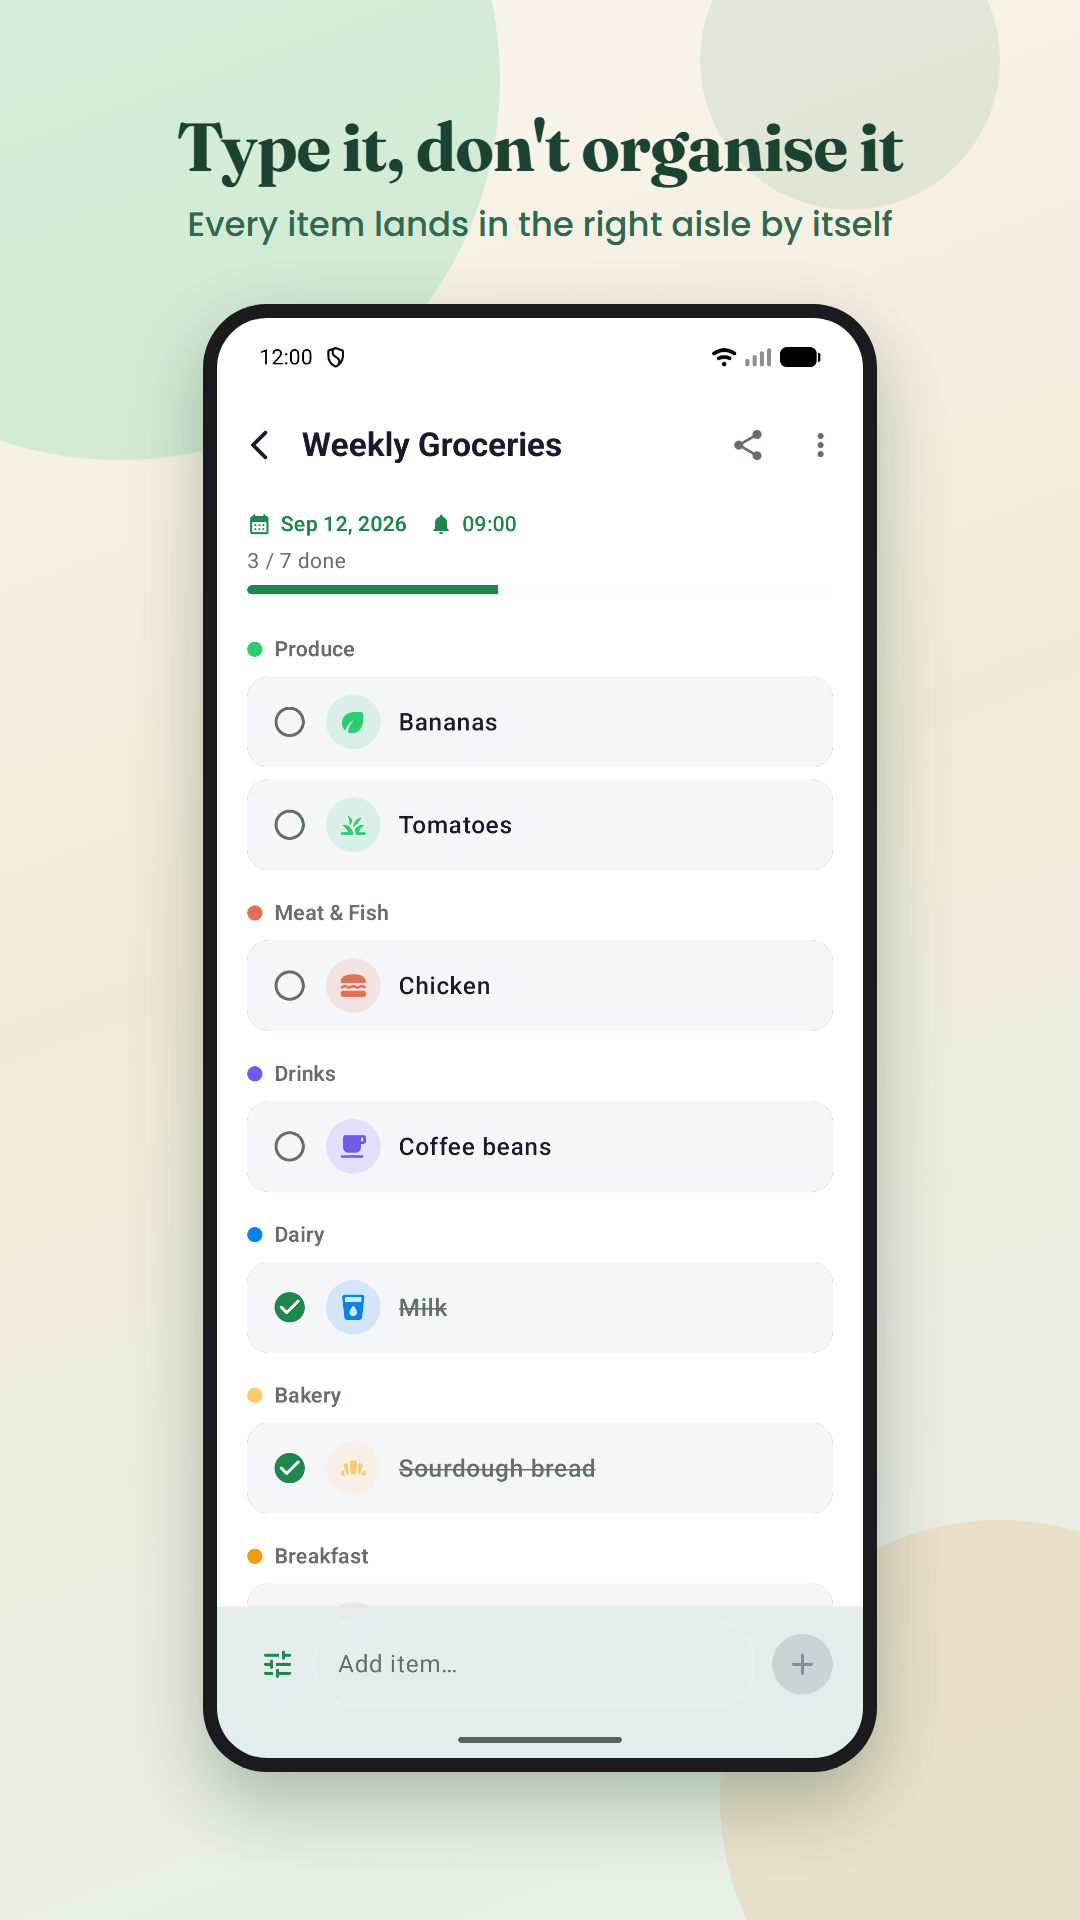 Type it, don't organise it
Every item lands in the right aisle by itself
12:00
Weekly Groceries
Sep 12, 2026 09:00
3 / 7 done
Produce
Bananas
Tomatoes
Meat & Fish
Chicken
Drinks
Coffee beans
Dairy
Milk
Bakery
Sourdough bread
Breakfast
Add item…